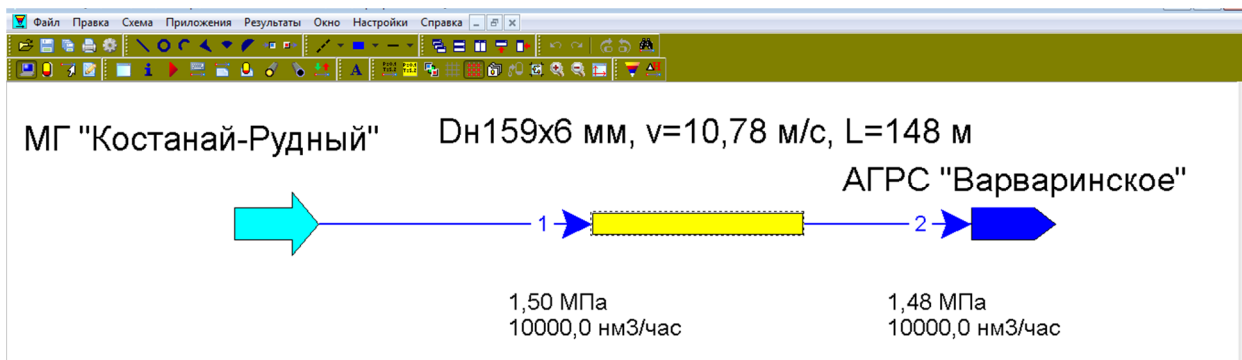 Файл Правка Схема Приложения Результаты Окно Настройки Справка
МГ "Костанай-Рудный"
Dн159х6 мм, v=10,78 м/с, L=148 м
АГРС "Варваринское"
1
2
1,50 МПа
10000,0 нм3/час
1,48 МПа
10000,0 нм3/час